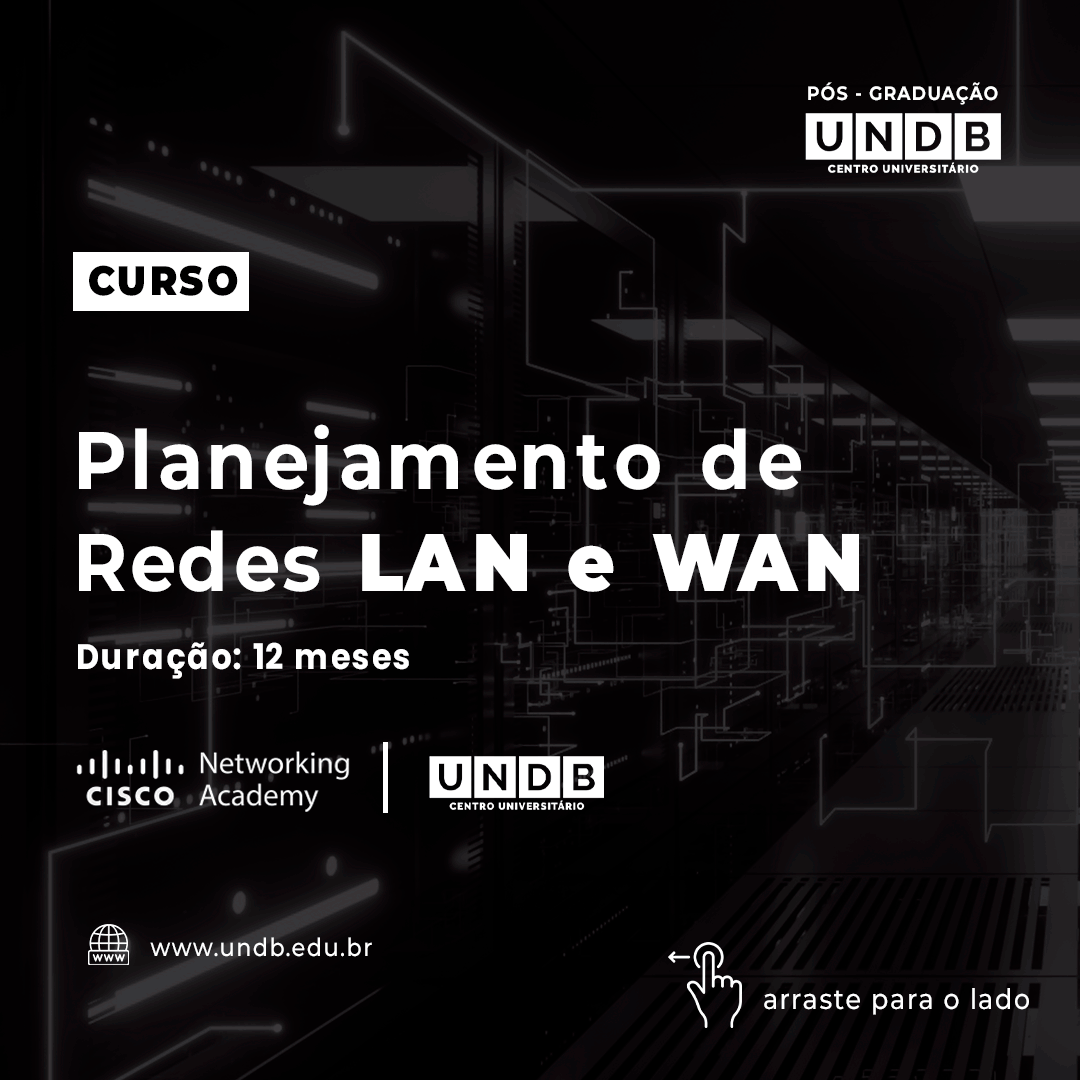 PÓS - GRADUAÇÃO
UNDB
CENTRO UNIVERSITÁRIO
CURSO
Planejamento de
Redes LAN e WAN
Duração: 12 meses
CISCO Networking
Academy
UNDB
CENTRO UNIVERSITÁRIO
www www.undb.edu.br
arraste para o lado